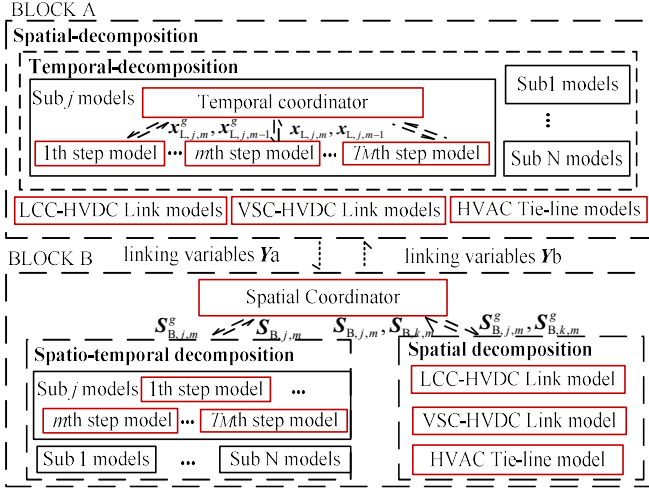 BLOCK A
Spatial-decomposition
Temporal-decomposition
Sub j models
Temporal coordinator
x^g_{L,j,m}, x^g_{L,j,m-1} x_{L,j,m}, x_{L,j,m-1}
1th step model ... mth step model ... T_Mth step model
Sub1 models
⋮
Sub N models
LCC-HVDC Link models VSC-HVDC Link models HVAC Tie-line models
linking variables Ya linking variables Yb
BLOCK B
Spatial Coordinator
S^g_{B,j,m} S_{B,j,m} S_{B,j,m}, S_{B,k,m} S^g_{B,j,m}, S^g_{B,k,m}
Spatio-temporal decomposition
Sub j models 1th step model ...
mth step model ... T_Mth step model
Sub 1 models ... Sub N models
Spatial decomposition
LCC-HVDC Link model
VSC-HVDC Link model
HVAC Tie-line model